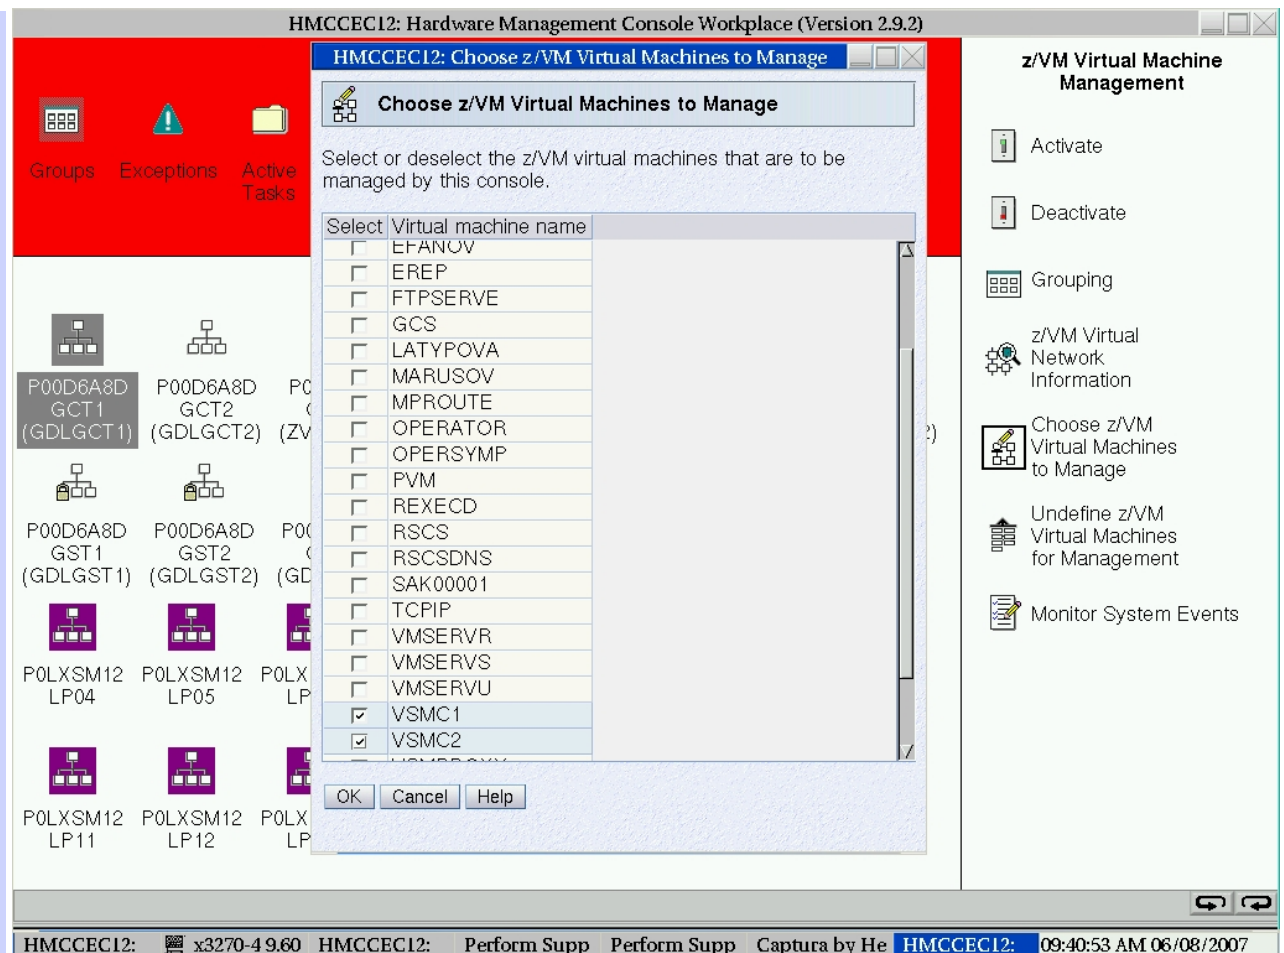 HMCCEC12: Hardware Management Console Workplace (Version 2.9.2)
Groups
Exceptions
Active
Tasks
P00D6A8D
GCT1
(GDLGCT1)
P00D6A8D
GCT2
(GDLGCT2)
(ZV
P00D6A8D
GST1
(GDLGST1)
P00D6A8D
GST2
(GDLGST2)
(GD
P0LXSM12
LP04
P0LXSM12
LP05
P0LX
LP
P0LXSM12
LP11
P0LXSM12
LP12
P0LX
LP
HMCCEC12: Choose z/VM Virtual Machines to Manage
Choose z/VM Virtual Machines to Manage
Select or deselect the z/VM virtual machines that are to be
managed by this console.
Select Virtual machine name
EFANOV
EREP
FTPSERVE
GCS
LATYPOVA
MARUSOV
MPROUTE
OPERATOR
OPERSYMP
PVM
REXECD
RSCS
RSCSDNS
SAK00001
TCPIP
VMSERVR
VMSERVS
VMSERVU
VSMC1
VSMC2
OK Cancel Help
z/VM Virtual Machine
Management
Activate
Deactivate
Grouping
z/VM Virtual
Network
Information
Choose z/VM
Virtual Machines
to Manage
Undefine z/VM
Virtual Machines
for Management
Monitor System Events
HMCCEC12: x3270-4 9.60 HMCCEC12: Perform Supp Perform Supp Captura by He HMCCEC12: 09:40:53 AM 06/08/2007